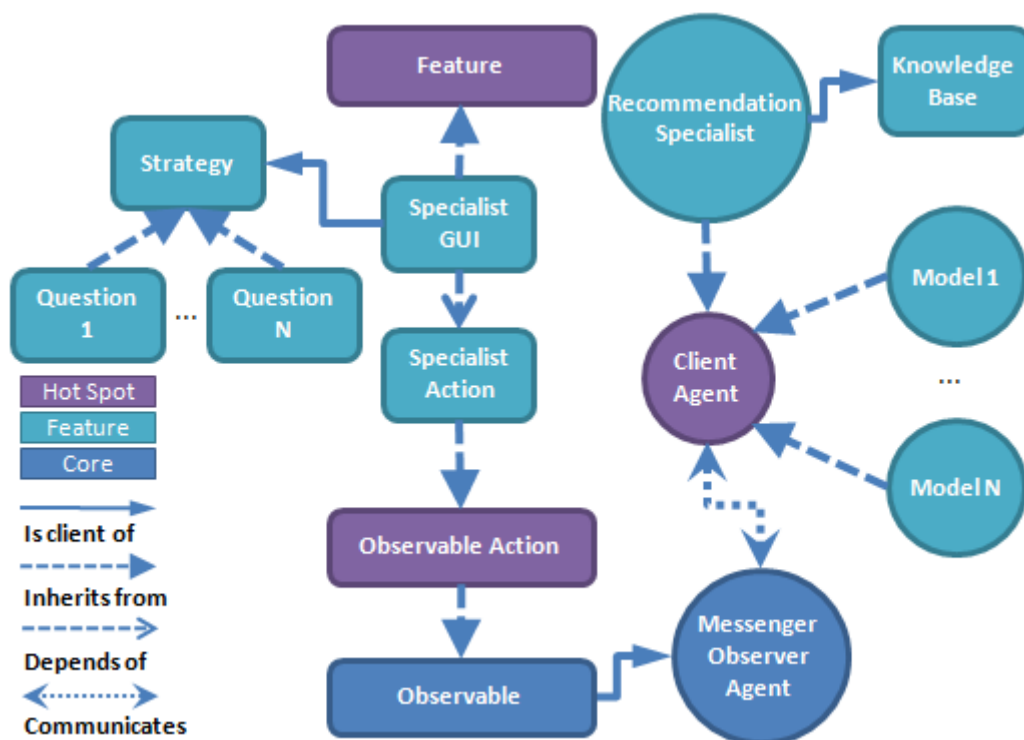 Feature
Recommendation
Specialist
Knowledge
Base
Strategy
Specialist
GUI
Question
1
...
Question
N
Model 1
...
Model N
Specialist
Action
Client
Agent
Hot Spot
Feature
Core
Is client of
Inherits from
Depends of
Communicates
Observable Action
Observable
Messenger
Observer
Agent